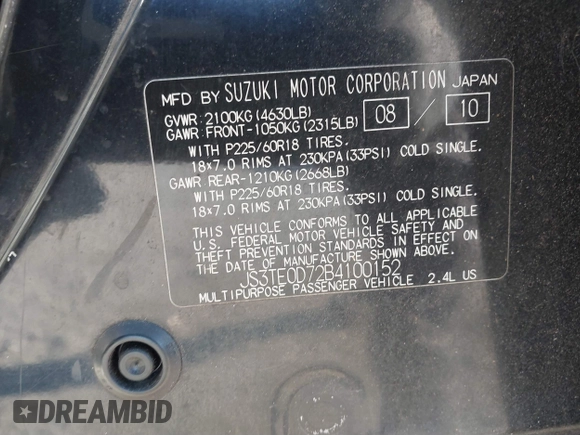 MFD BY SUZUKI MOTOR CORPORATION JAPAN
GVWR:2100KG(4630LB)
GAWR:FRONT-1050KG(2315LB) 08 / 10
WITH P225/60R18 TIRES.
18×7.0 RIMS AT 230KPA(33PSI) COLD SINGLE.
GAWR:REAR-1210KG(2668LB)
WITH P225/60R18 TIRES.
18×7.0 RIMS AT 230KPA(33PSI) COLD SINGLE.
THIS VEHICLE CONFORMS TO ALL APPLICABLE
U.S. FEDERAL MOTOR VEHICLE SAFETY AND
THEFT PREVENTION STANDARDS IN EFFECT ON
THE DATE OF MANUFACTURE SHOWN ABOVE.
JS3TE0D72B4100152
MULTIPURPOSE PASSENGER VEHICLE 2.4L US
DREAMBID